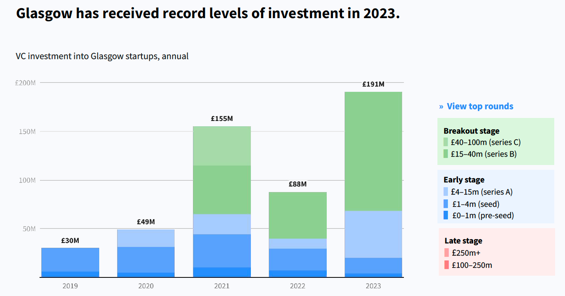 Glasgow has received record levels of investment in 2023.
VC investment into Glasgow startups, annual
£200M
150M
100M
50M
£30M
£49M
£155M
£88M
£191M
2019
2020
2021
2022
2023
» View top rounds
Breakout stage
£40–100m (series C)
£15-40m (series B)
Early stage
£4–15m (series A)
£1–4m (seed)
£0–1m (pre-seed)
Late stage
£250m+
£100–250m